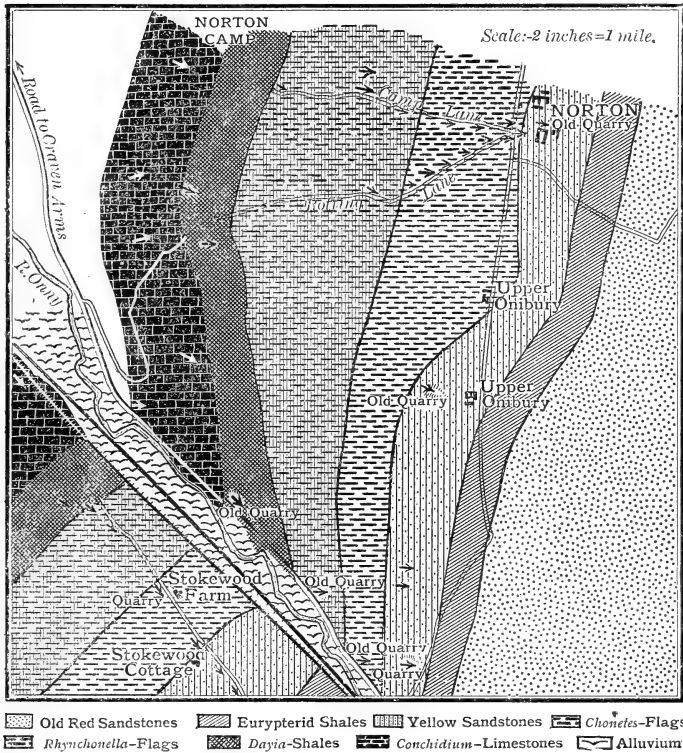 NORTON
CAMP
Scale:-2 inches=1 mile.
Road to Craven Arms
R. Onny
Camp Lane
NORTON
Old Quarry
Rotting Lane
Upper
Onibury
Old Quarry
Upper
Onibury
Old Quarry
Stokewood
Farm
Old Quarry
Quarry
Stokewood
Cottage
Old Quarry
Quarry
Old Red Sandstones Eurypterid Shales Yellow Sandstones Chonetes-Flags
Rhynchonella-Flags Dayia-Shales Conchidium-Limestones Alluvium